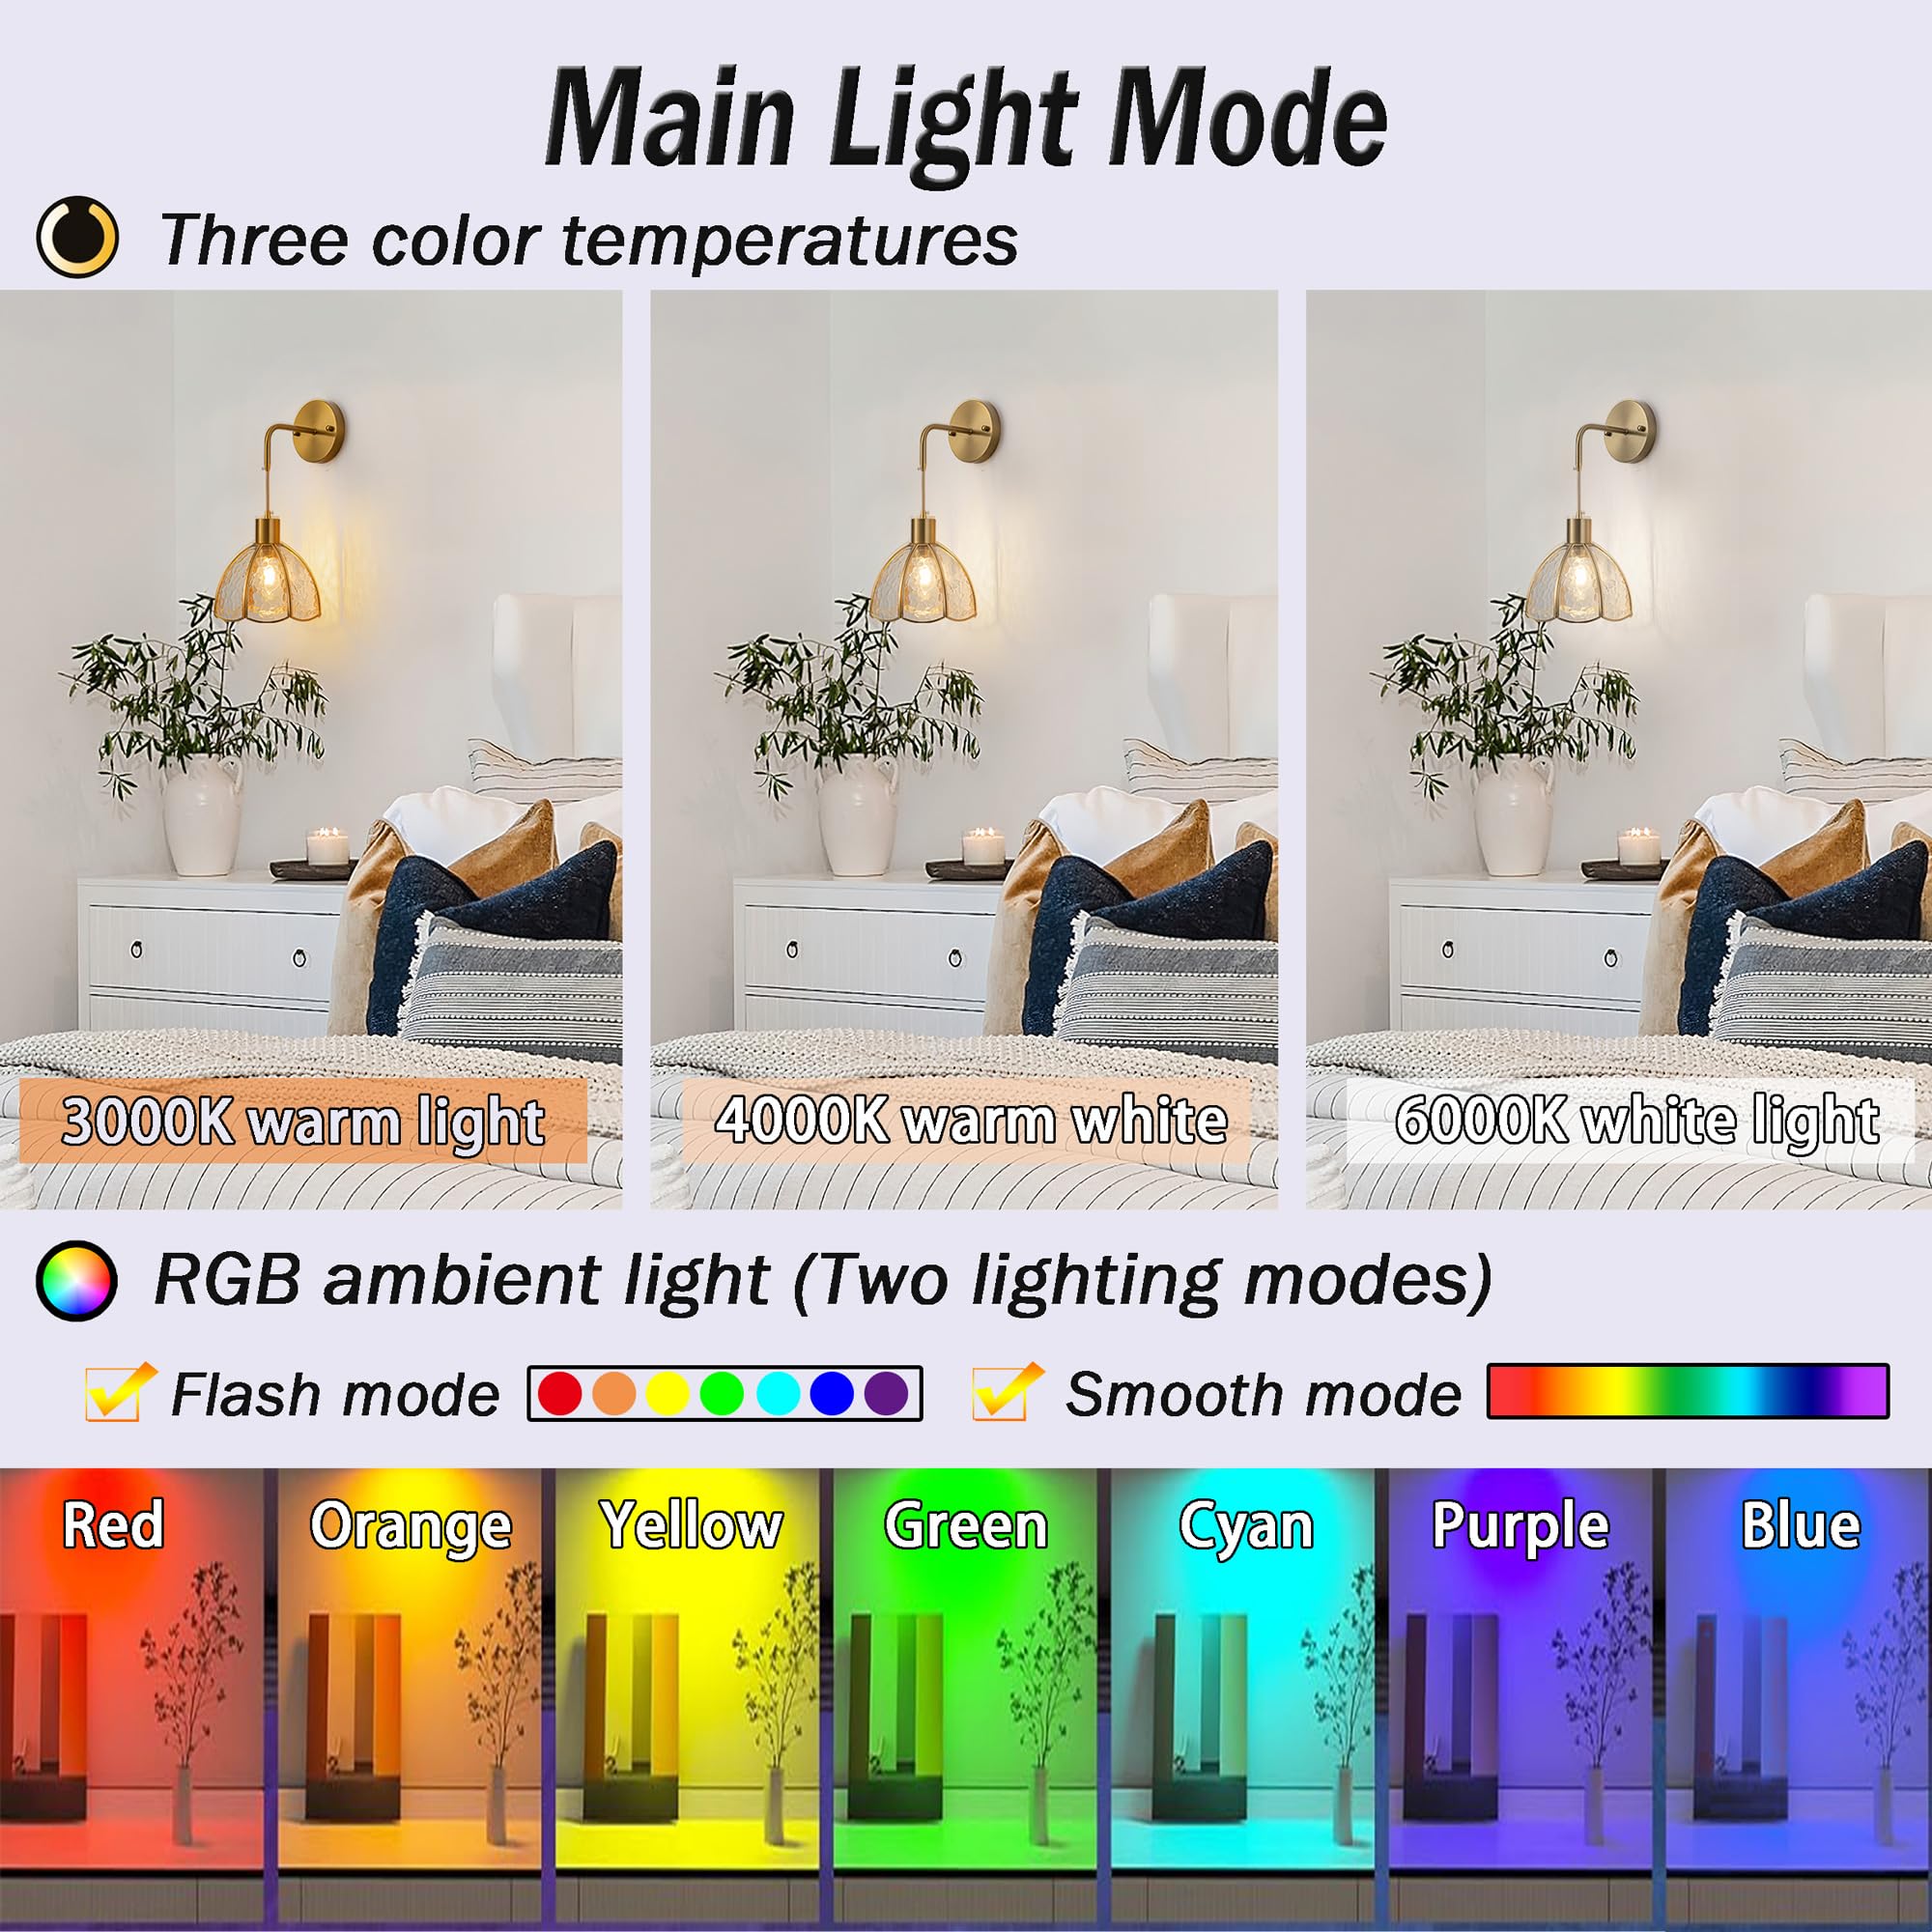 Main Light Mode
Three color temperatures
3000K warm light
4000K warm white
6000K white light
RGB ambient light (Two lighting modes)
Flash mode
Smooth mode
Red
Orange
Yellow
Green
Cyan
Purple
Blue